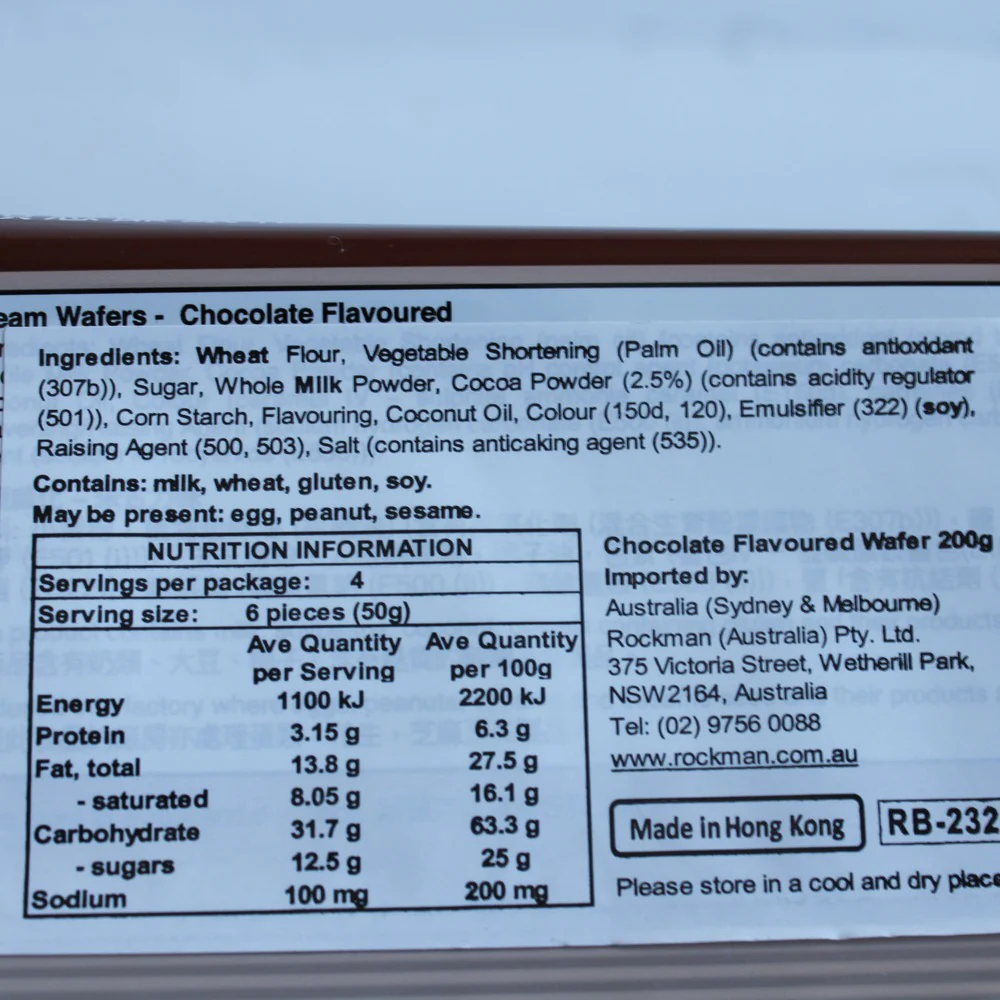 eam Wafers - Chocolate Flavoured
Ingredients: Wheat Flour, Vegetable Shortening (Palm Oil) (contains antioxidant
(307b)), Sugar, Whole Milk Powder, Cocoa Powder (2.5%) (contains acidity regulator
(501)), Corn Starch, Flavouring, Coconut Oil, Colour (150d, 120), Emulsifier (322) (soy),
Raising Agent (500, 503), Salt (contains anticaking agent (535)).
Contains: milk, wheat, gluten, soy.
May be present: egg, peanut, sesame.
NUTRITION INFORMATION
Servings per package: 4
Serving size: 6 pieces (50g)
Ave Quantity Ave Quantity
per Serving per 100g
Energy 1100 kJ 2200 kJ
Protein 3.15 g 6.3 g
Fat, total 13.8 g 27.5 g
- saturated 8.05 g 16.1 g
Carbohydrate 31.7 g 63.3 g
- sugars 12.5 g 25 g
Sodium 100 mg 200 mg
Chocolate Flavoured Wafer 200g
Imported by:
Australia (Sydney & Melbourne)
Rockman (Australia) Pty. Ltd.
375 Victoria Street, Wetherill Park,
NSW2164, Australia
Tel: (02) 9756 0088
www.rockman.com.au
Made in Hong Kong
RB-232
Please store in a cool and dry place